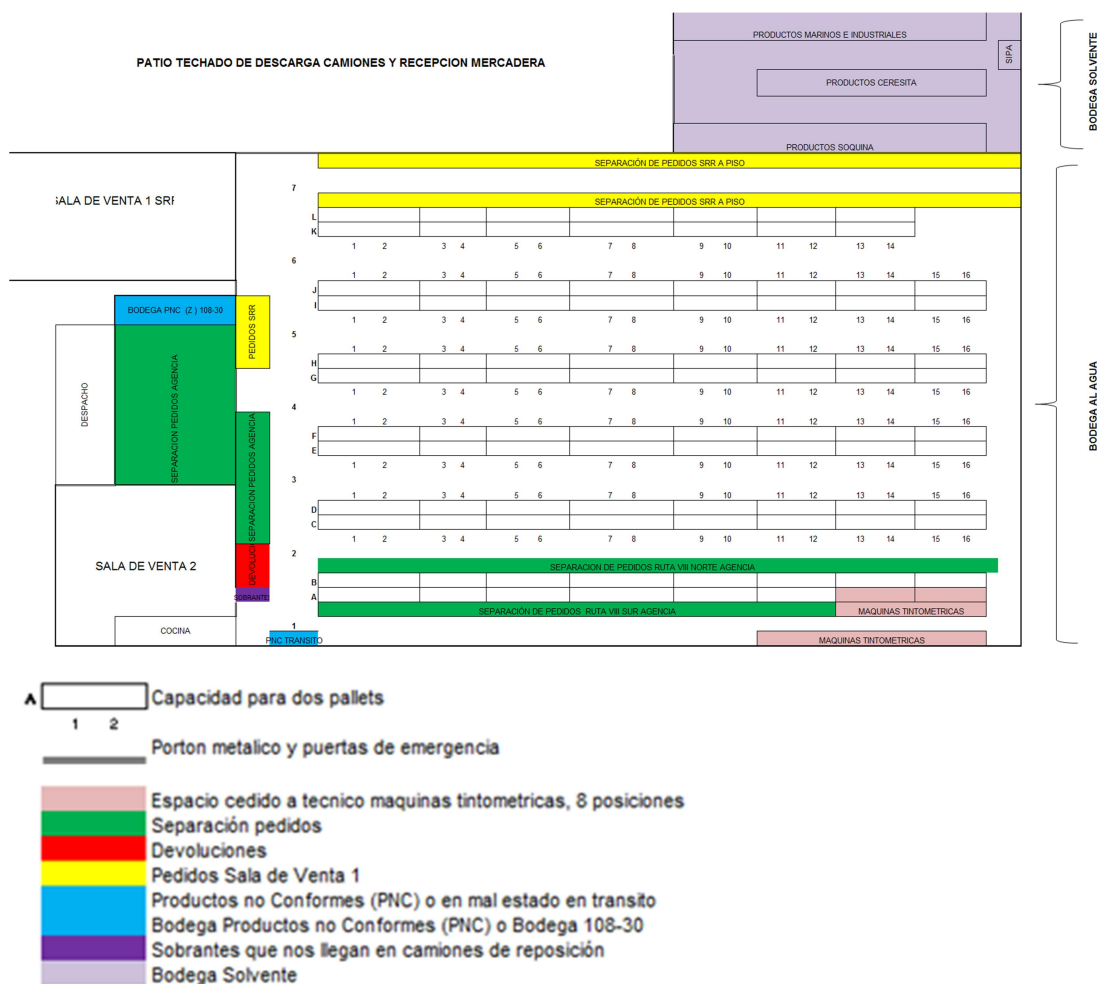 PRODUCTOS MARINOS E INDUSTRIALES
SIPA
BODEGA SOLVENTE
PATIO TECHADO DE DESCARGA CAMIONES Y RECEPCION MERCADERA
PRODUCTOS CERESITA
PRODUCTOS SOQUINA
SEPARACIÓN DE PEDIDOS SRR A PISO
7
SALA DE VENTA 1 SRR
SEPARACIÓN DE PEDIDOS SRR A PISO
L
K
1 2 3 4 5 6 7 8 9 10 11 12 13 14
6
1 2 3 4 5 6 7 8 9 10 11 12 13 14 15 16
J
I
BODEGA PNC (Z) 108-30
PEDIDOS SRR
1 2 3 4 5 6 7 8 9 10 11 12 13 14 15 16
5
1 2 3 4 5 6 7 8 9 10 11 12 13 14 15 16
H
G
DESPACHO
SEPARACION PEDIDOS AGENCIA
BODEGA AL AGUA
1 2 3 4 5 6 7 8 9 10 11 12 13 14 15 16
4
1 2 3 4 5 6 7 8 9 10 11 12 13 14 15 16
F
E
SEPARACION PEDIDOS AGENCIA
1 2 3 4 5 6 7 8 9 10 11 12 13 14 15 16
3
1 2 3 4 5 6 7 8 9 10 11 12 13 14 15 16
D
C
1 2 3 4 5 6 7 8 9 10 11 12 13 14 15 16
2
SALA DE VENTA 2
DEVOLUCI
SEPARACION DE PEDIDOS RUTA VIII NORTE AGENCIA
B
A
SOBRANTES
SEPARACIÓN DE PEDIDOS RUTA VIII SUR AGENCIA
MAQUINAS TINTOMETRICAS
COCINA
1
PNC TRANSITO
MAQUINAS TINTOMETRICAS
A
Capacidad para dos pallets
1 2
Porton metalico y puertas de emergencia
Espacio cedido a tecnico maquinas tintometricas, 8 posiciones
Separación pedidos
Devoluciones
Pedidos Sala de Venta 1
Productos no Conformes (PNC) o en mal estado en transito
Bodega Productos no Conformes (PNC) o Bodega 108-30
Sobrantes que nos llegan en camiones de reposición
Bodega Solvente